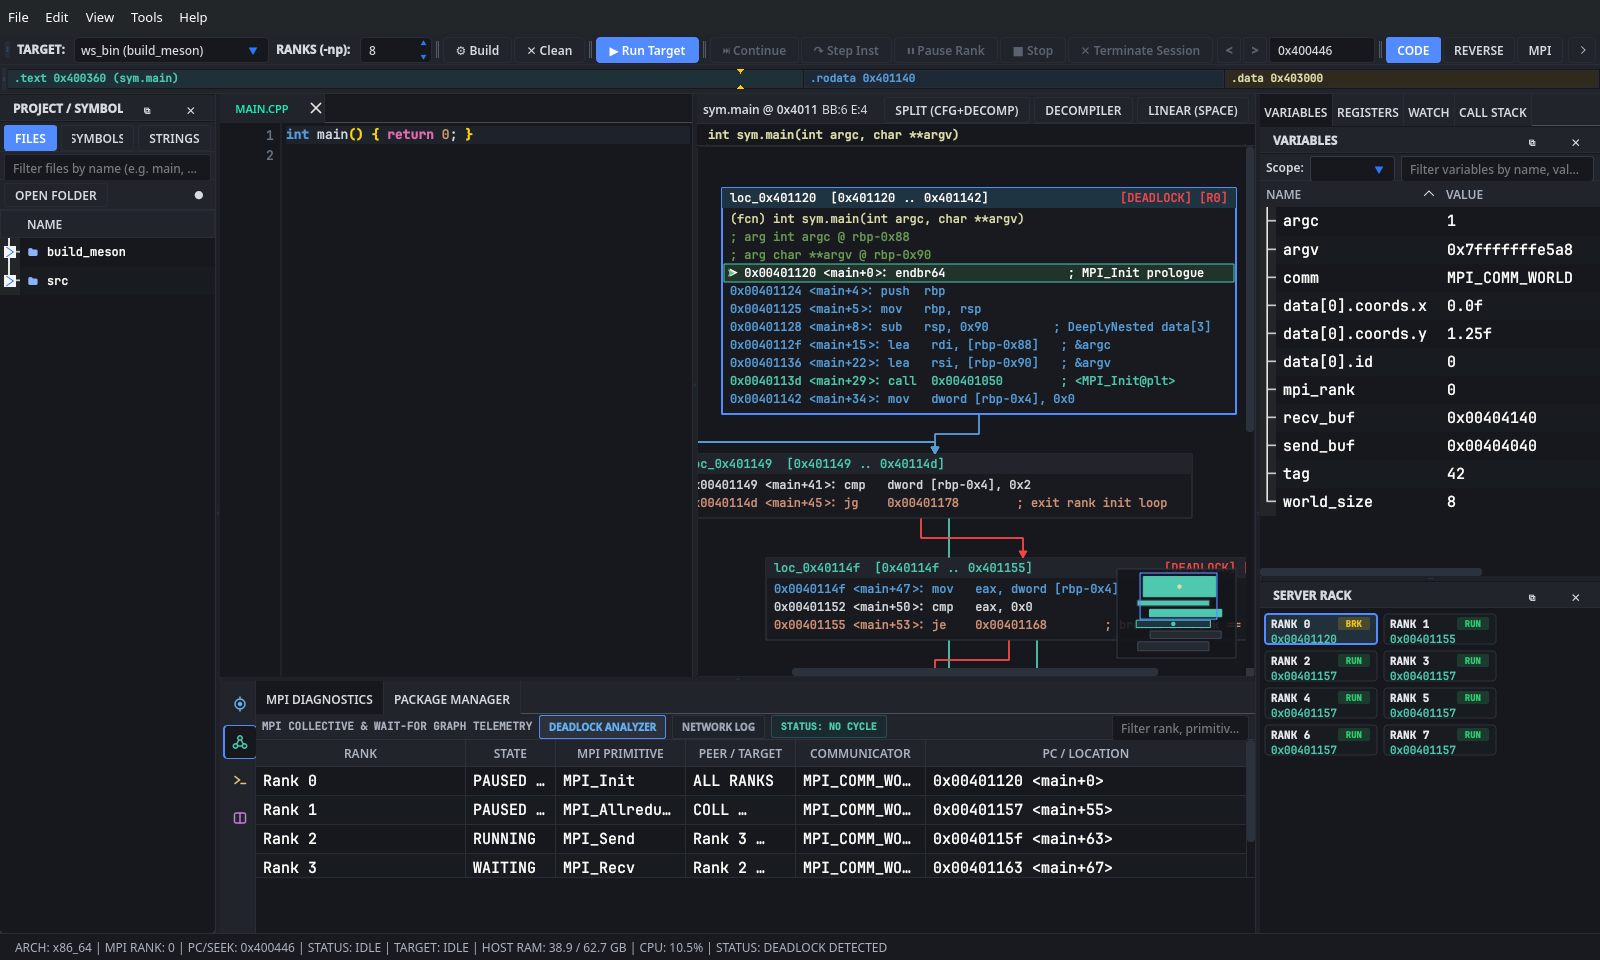 File Edit View Tools Help
TARGET: ws_bin (build_meson) RANKS (-np): 8 Build Clean Run Target Continue Step Inst Pause Rank Stop Terminate Session < > 0x400446 CODE REVERSE MPI >
.text 0x400360 (sym.main) .rodata 0x401140 .data 0x403000
PROJECT / SYMBOL
FILES SYMBOLS STRINGS
Filter files by name (e.g. main, ...
OPEN FOLDER
NAME
build_meson
src
MAIN.CPP
1 int main() { return 0; }
2
sym.main @ 0x4011 BB:6 E:4 SPLIT (CFG+DECOMP) DECOMPILER LINEAR (SPACE)
int sym.main(int argc, char **argv)
loc_0x401120 [0x401120 .. 0x401142] [DEADLOCK] [R0]
(fcn) int sym.main(int argc, char **argv)
; arg int argc @ rbp-0x88
; arg char **argv @ rbp-0x90
0x00401120 <main+0>: endbr64 ; MPI_Init prologue
0x00401124 <main+4>: push rbp
0x00401125 <main+5>: mov rbp, rsp
0x00401128 <main+8>: sub rsp, 0x90 ; DeeplyNested data[3]
0x0040112f <main+15>: lea rdi, [rbp-0x88] ; &argc
0x00401136 <main+22>: lea rsi, [rbp-0x90] ; &argv
0x0040113d <main+29>: call 0x00401050 ; <MPI_Init@plt>
0x00401142 <main+34>: mov dword [rbp-0x4], 0x0
oc_0x401149 [0x401149 .. 0x40114d]
x00401149 <main+41>: cmp dword [rbp-0x4], 0x2
x0040114d <main+45>: jg 0x00401178 ; exit rank init loop
loc_0x40114f [0x40114f .. 0x401155] [DEADLOCK]
0x0040114f <main+47>: mov eax, dword [rbp-0x4]
0x00401152 <main+50>: cmp eax, 0x0
0x00401155 <main+53>: je 0x00401168 ; ==
VARIABLES REGISTERS WATCH CALL STACK
VARIABLES
Scope: Filter variables by name, val...
NAME VALUE
argc 1
argv 0x7fffffffe5a8
comm MPI_COMM_WORLD
data[0].coords.x 0.0f
data[0].coords.y 1.25f
data[0].id 0
mpi_rank 0
recv_buf 0x00404140
send_buf 0x00404040
tag 42
world_size 8
SERVER RACK
RANK 0 BRK 0x00401120
RANK 1 RUN 0x00401155
RANK 2 RUN 0x00401157
RANK 3 RUN 0x00401157
RANK 4 RUN 0x00401157
RANK 5 RUN 0x00401157
RANK 6 RUN 0x00401157
RANK 7 RUN 0x00401157
MPI DIAGNOSTICS PACKAGE MANAGER
MPI COLLECTIVE & WAIT-FOR GRAPH TELEMETRY DEADLOCK ANALYZER NETWORK LOG STATUS: NO CYCLE Filter rank, primitiv...
RANK STATE MPI PRIMITIVE PEER / TARGET COMMUNICATOR PC / LOCATION
Rank 0 PAUSED … MPI_Init ALL RANKS MPI_COMM_WO… 0x00401120 <main+0>
Rank 1 PAUSED … MPI_Allredu… COLL … MPI_COMM_WO… 0x00401157 <main+55>
Rank 2 RUNNING MPI_Send Rank 3 … MPI_COMM_WO… 0x0040115f <main+63>
Rank 3 WAITING MPI_Recv Rank 2 … MPI_COMM_WO… 0x00401163 <main+67>
ARCH: x86_64 | MPI RANK: 0 | PC/SEEK: 0x400446 | STATUS: IDLE | TARGET: IDLE | HOST RAM: 38.9 / 62.7 GB | CPU: 10.5% | STATUS: DEADLOCK DETECTED